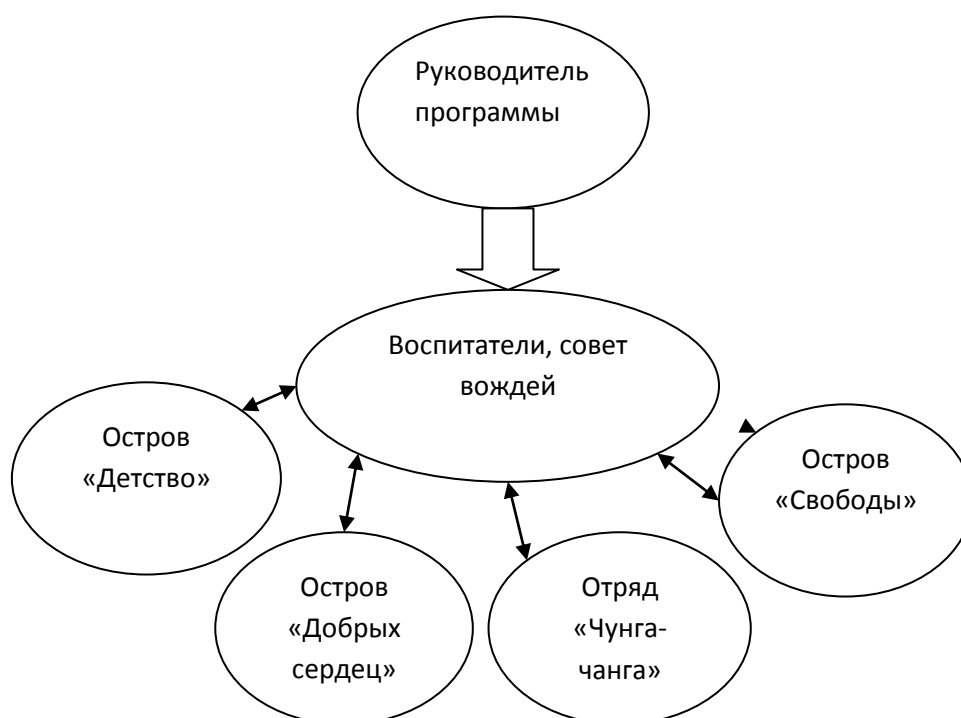 Руководитель
программы
Воспитатели, совет
вождей
Остров
«Детство»
Остров
«Добрых
сердец»
Отряд
«Чунга-
чанга»
Остров
«Свободы»